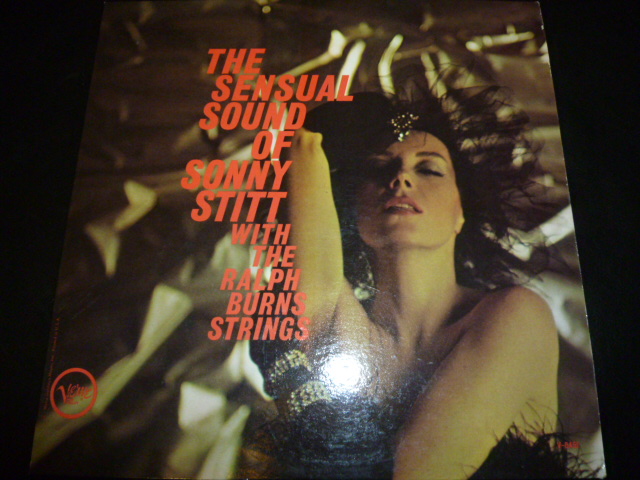 THE
SENSUAL
SOUND
OF
SONNY
STITT
WITH
THE
RALPH
BURNS
STRINGS
VERVE